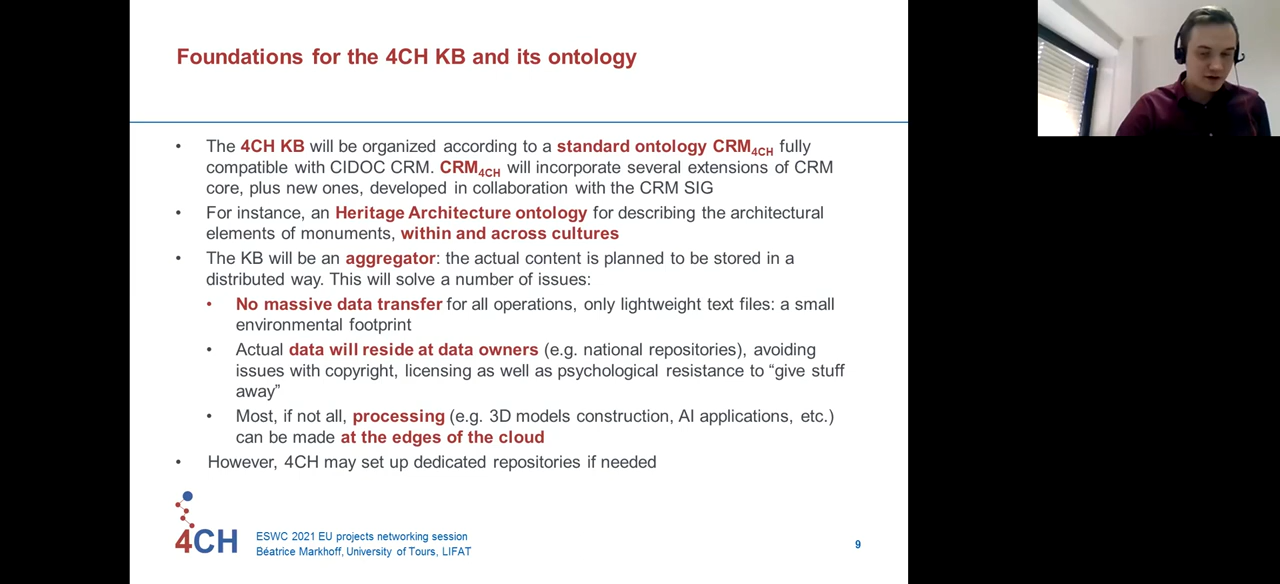 Foundations for the 4CH KB and its ontology
• The 4CH KB will be organized according to a standard ontology CRM4CH fully
compatible with CIDOC CRM. CRM4CH will incorporate several extensions of CRM
core, plus new ones, developed in collaboration with the CRM SIG
• For instance, an Heritage Architecture ontology for describing the architectural
elements of monuments, within and across cultures
• The KB will be an aggregator: the actual content is planned to be stored in a
distributed way. This will solve a number of issues:
• No massive data transfer for all operations, only lightweight text files: a small
environmental footprint
• Actual data will reside at data owners (e.g. national repositories), avoiding
issues with copyright, licensing as well as psychological resistance to “give stuff
away”
• Most, if not all, processing (e.g. 3D models construction, AI applications, etc.)
can be made at the edges of the cloud
• However, 4CH may set up dedicated repositories if needed
4CH
ESWC 2021 EU projects networking session
Béatrice Markhoff, University of Tours, LIFAT
9